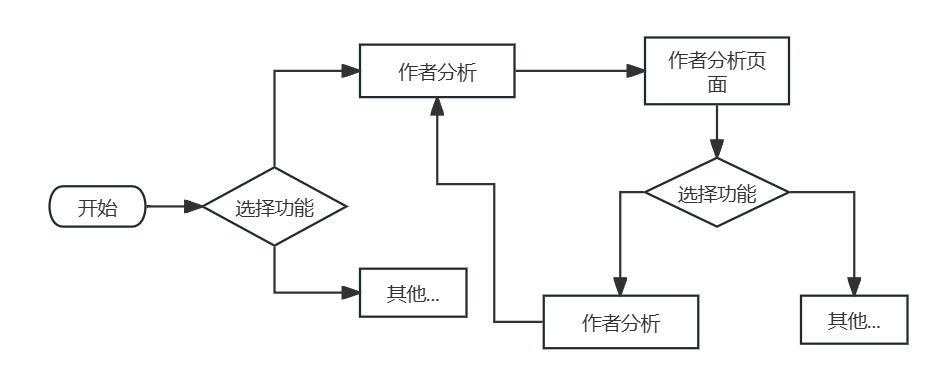 作者分析
作者分析页
面
开始
选择功能
选择功能
其他...
作者分析
其他...